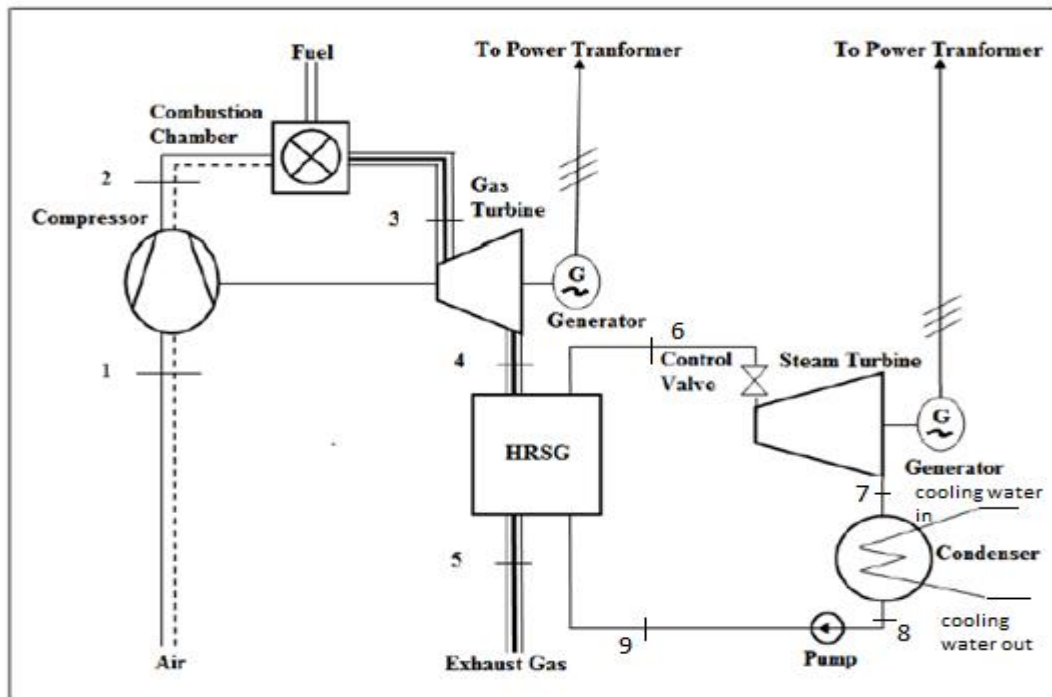 Fuel
To Power Tranformer
To Power Tranformer
Combustion
Chamber
2
Compressor
3
Gas
Turbine
G
Generator
1
4
6
Control
Valve
Steam Turbine
HRSG
G
Generator
7
cooling water
in
Condenser
5
8
9
cooling
water out
Air
Exhaust Gas
Pump